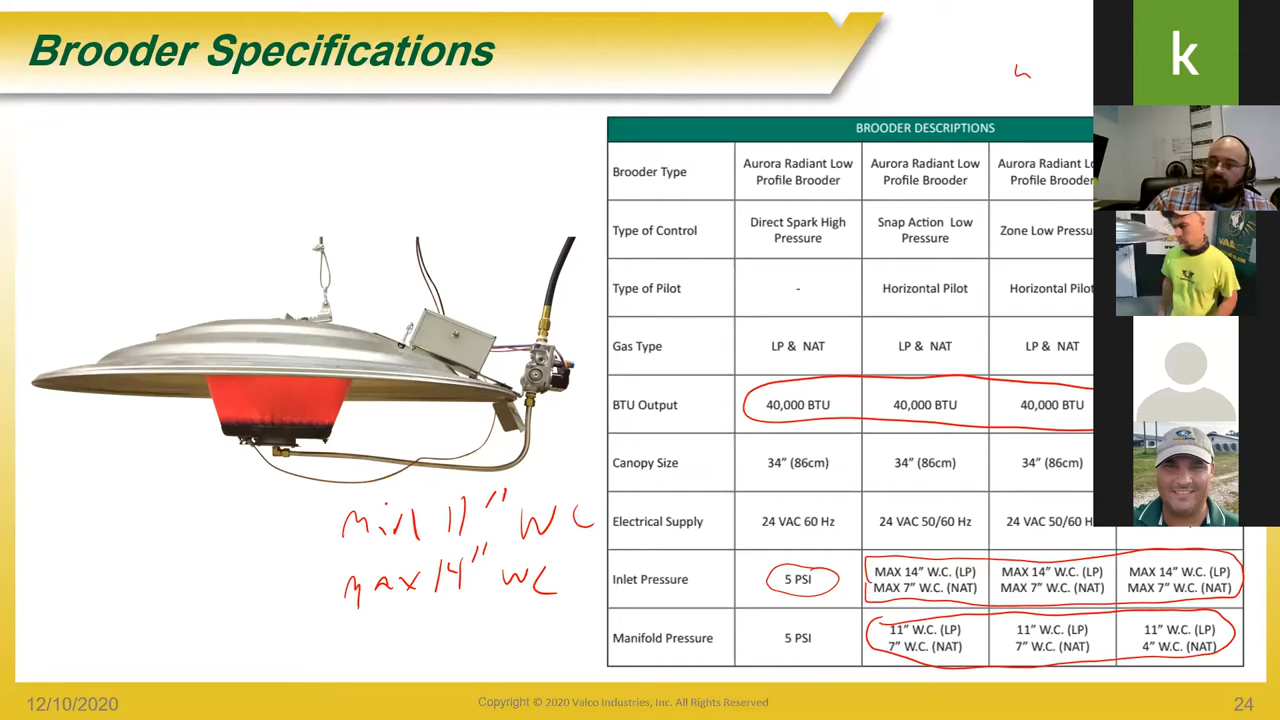 Brooder Specifications
k
BROODER DESCRIPTIONS
Brooder Type
Aurora Radiant Low Profile Brooder
Aurora Radiant Low Profile Brooder
Aurora Radiant Low Profile Brooder
Type of Control
Direct Spark High Pressure
Snap Action Low Pressure
Zone Low Pressu
Type of Pilot
-
Horizontal Pilot
Horizontal Pilot
Gas Type
LP & NAT
LP & NAT
LP & NAT
BTU Output
40,000 BTU
40,000 BTU
40,000 BTU
Canopy Size
34” (86cm)
34” (86cm)
34” (86cm)
Electrical Supply
24 VAC 60 Hz
24 VAC 50/60 Hz
24 VAC 50/60 H
Inlet Pressure
5 PSI
MAX 14” W.C. (LP)
MAX 7” W.C. (NAT)
MAX 14” W.C. (LP)
MAX 7” W.C. (NAT)
MAX 14” W.C. (LP)
MAX 7” W.C. (NAT)
Manifold Pressure
5 PSI
11” W.C. (LP)
7” W.C. (NAT)
11” W.C. (LP)
7” W.C. (NAT)
11” W.C. (LP)
4” W.C. (NAT)
min 11" WC
max 14" WC
12/10/2020
Copyright © 2020 Valco Industries, Inc. All Rights Reserved
24